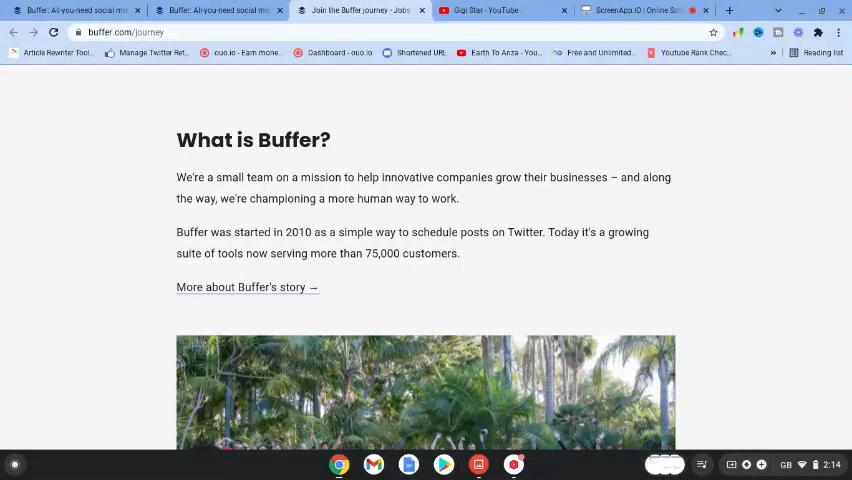 Buffer: All-you-need social me
Buffer: All-you-need social me
Join the Buffer journey - Jobs
Gigi Star - YouTube
ScreenApp.IO | Online Scr
buffer.com/journey
Article Rewriter Tool...
Manage Twitter Ret...
ouo.io - Earn mone...
Dashboard - ouo.io
Shortened URL
Earth To Anza - You...
Free and Unlimited...
Youtube Rank Chec...
»
Reading list
What is Buffer?
We're a small team on a mission to help innovative companies grow their businesses – and along
the way, we're championing a more human way to work.
Buffer was started in 2010 as a simple way to schedule posts on Twitter. Today it's a growing
suite of tools now serving more than 75,000 customers.
More about Buffer's story →
GB
2:14